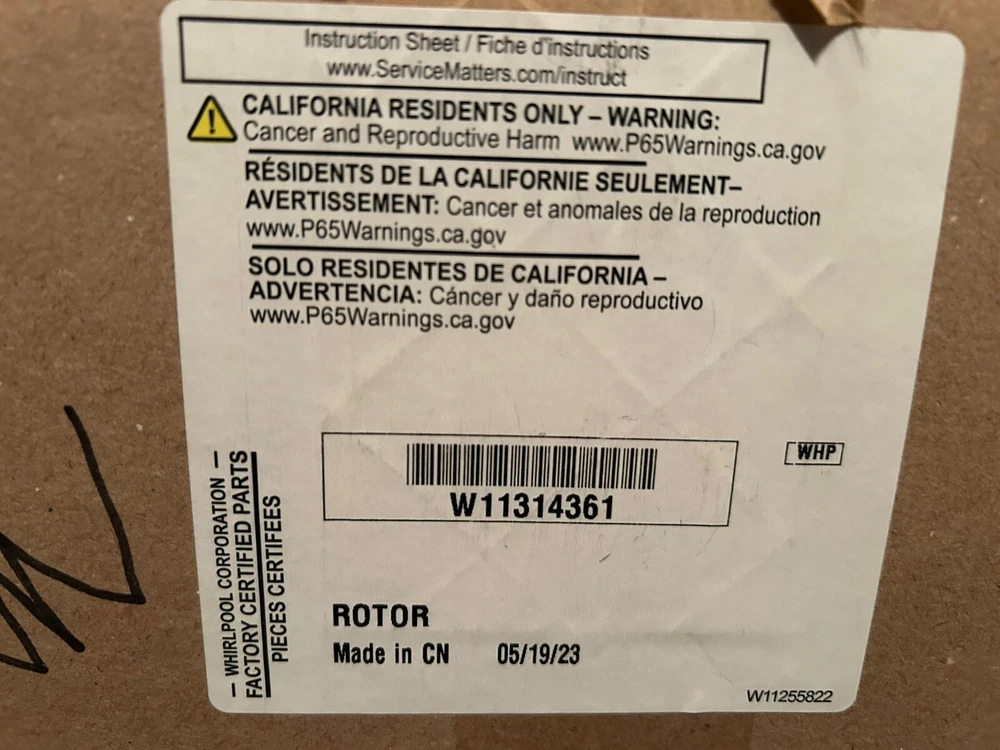 Instruction Sheet / Fiche d'instructions
www.ServiceMatters.com/instruct
CALIFORNIA RESIDENTS ONLY – WARNING:
Cancer and Reproductive Harm www.P65Warnings.ca.gov
RÉSIDENTS DE LA CALIFORNIE SEULEMENT–
AVERTISSEMENT: Cancer et anomales de la reproduction
www.P65Warnings.ca.gov
SOLO RESIDENTES DE CALIFORNIA –
ADVERTENCIA: Cáncer y daño reproductivo
www.P65Warnings.ca.gov
W11314361
WHP
– WHIRLPOOL CORPORATION –
FACTORY CERTIFIED PARTS
PIECES CERTIFEES
ROTOR
Made in CN 05/19/23
W11255822